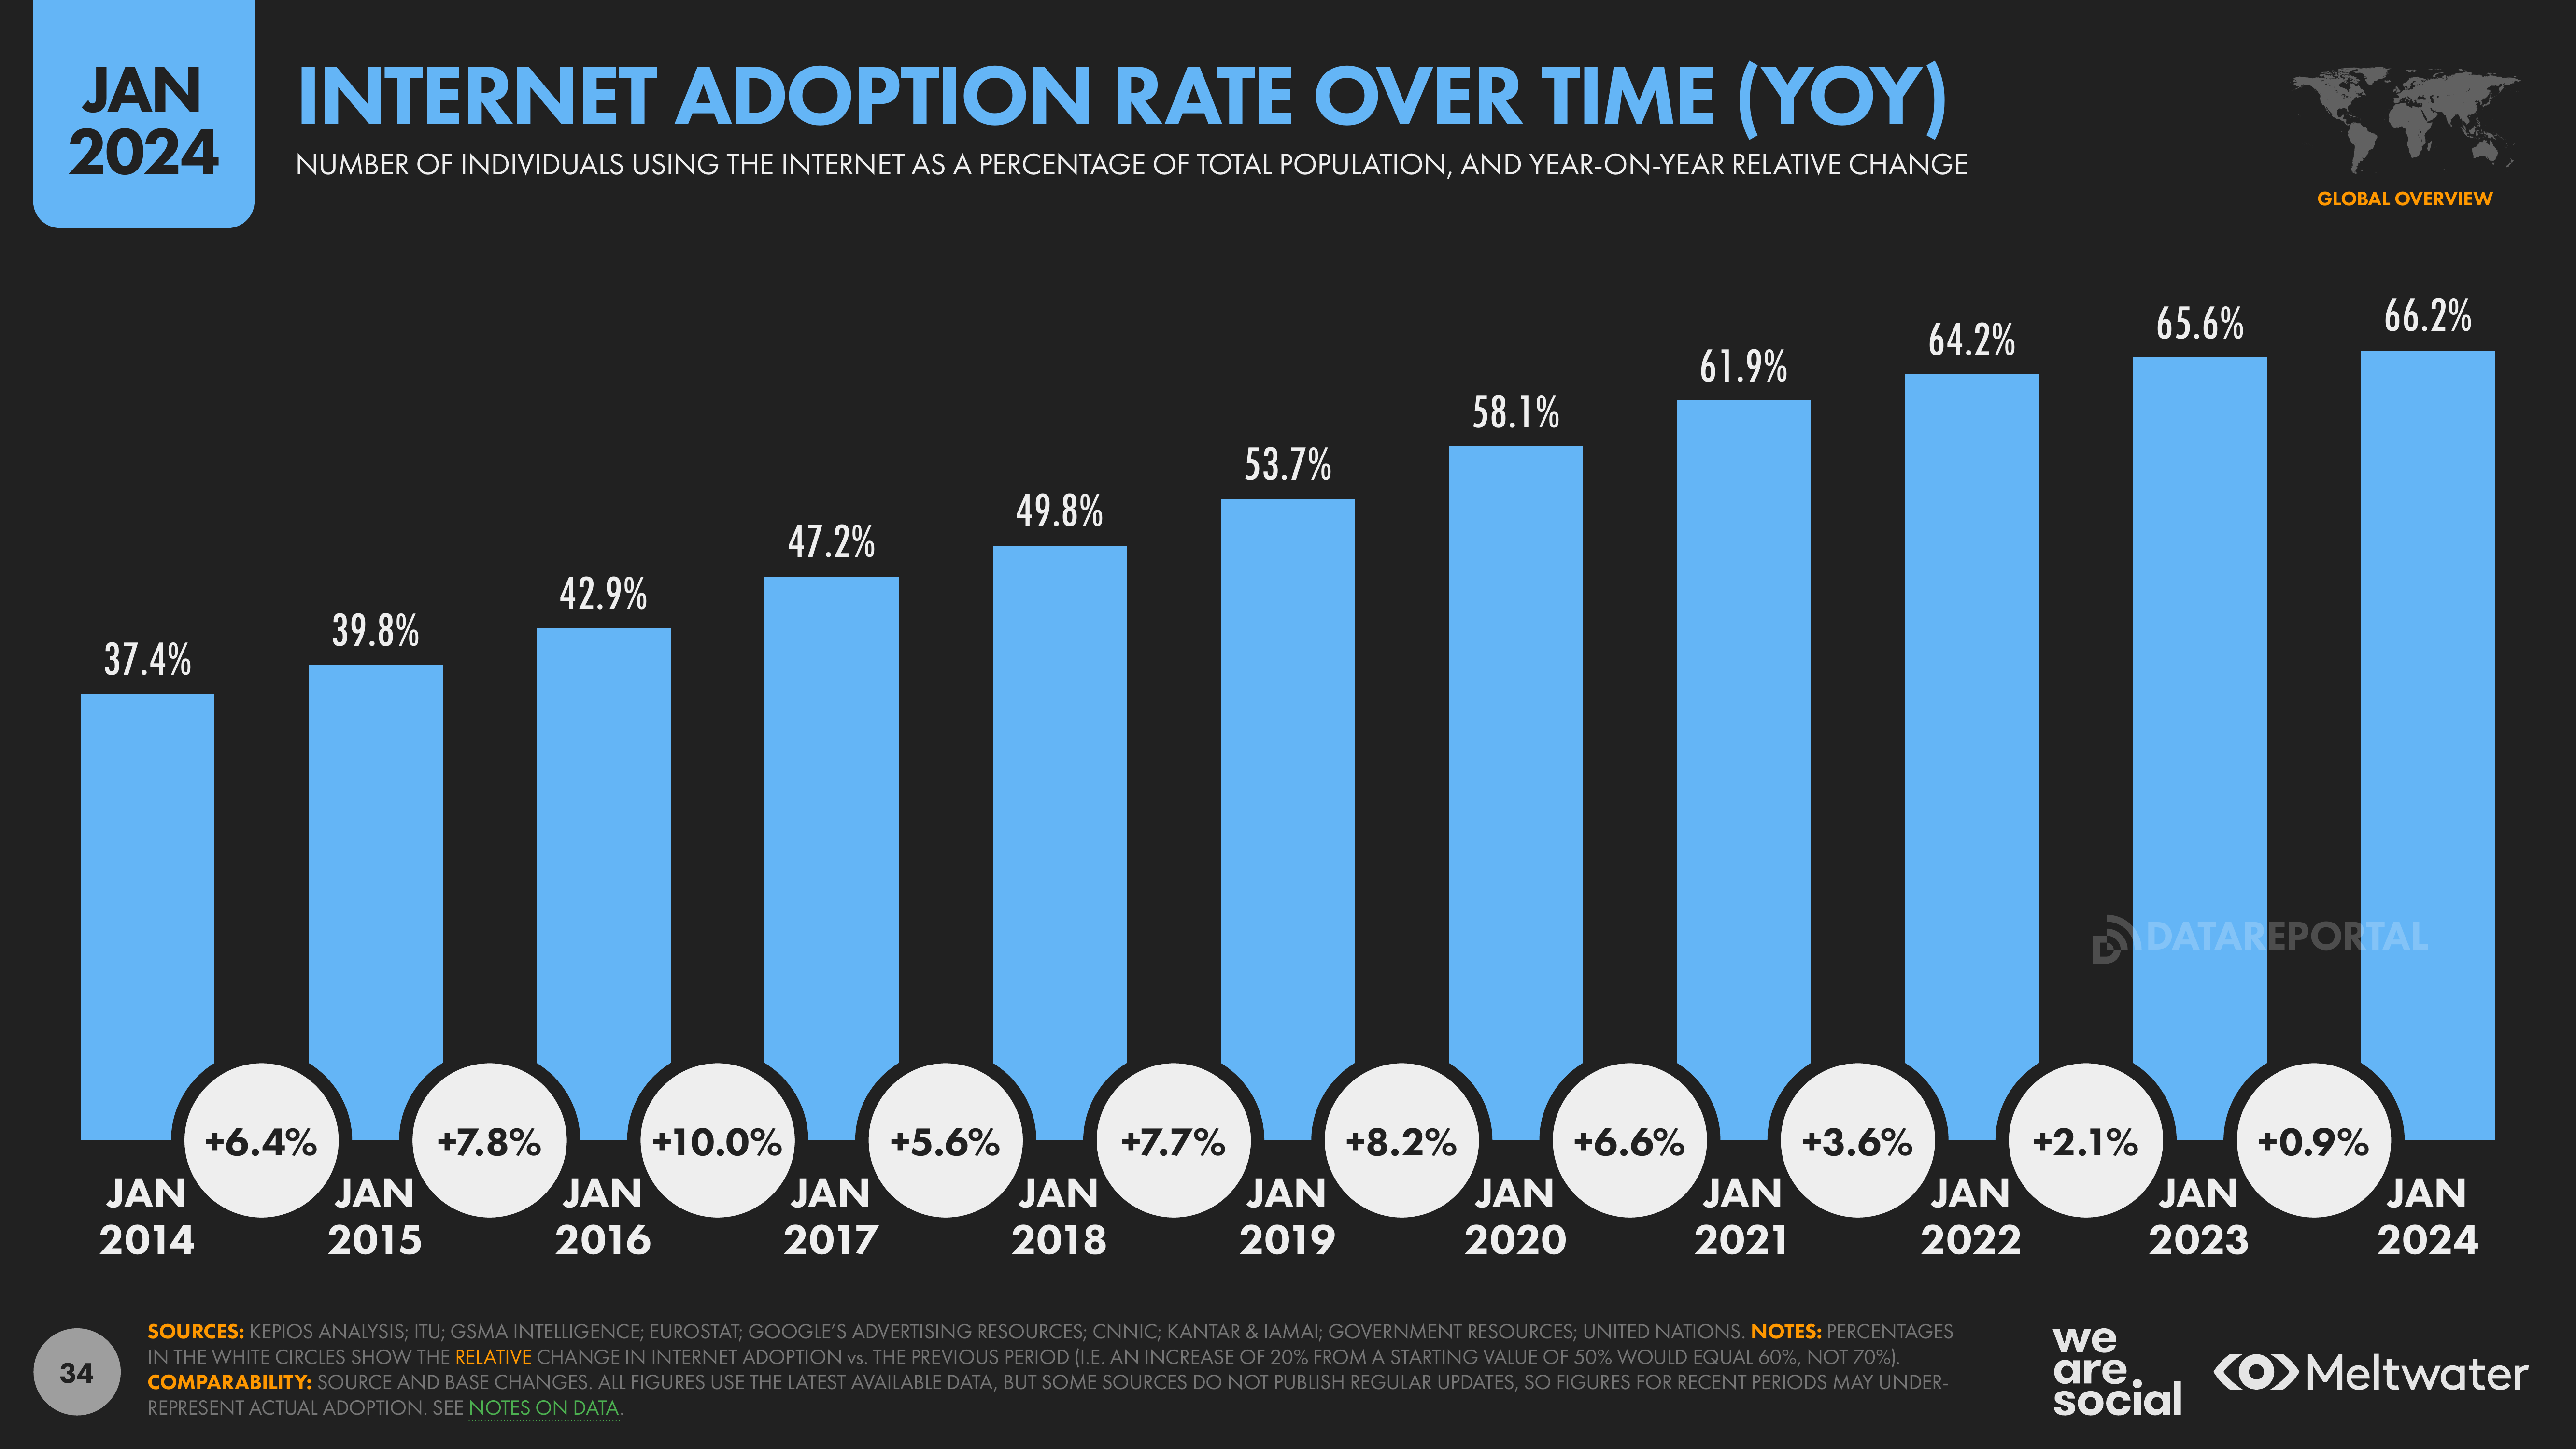 JAN
2024
INTERNET ADOPTION RATE OVER TIME (YOY)
NUMBER OF INDIVIDUALS USING THE INTERNET AS A PERCENTAGE OF TOTAL POPULATION, AND YEAR-ON-YEAR RELATIVE CHANGE
GLOBAL OVERVIEW
37.4%
39.8%
42.9%
47.2%
49.8%
53.7%
58.1%
61.9%
64.2%
65.6%
66.2%
DATAREPORTAL
+6.4%
+7.8%
+10.0%
+5.6%
+7.7%
+8.2%
+6.6%
+3.6%
+2.1%
+0.9%
JAN
2014
JAN
2015
JAN
2016
JAN
2017
JAN
2018
JAN
2019
JAN
2020
JAN
2021
JAN
2022
JAN
2023
JAN
2024
34
SOURCES: KEPIOS ANALYSIS; ITU; GSMA INTELLIGENCE; EUROSTAT; GOOGLE'S ADVERTISING RESOURCES; CNNIC; KANTAR & IAMAI; GOVERNMENT RESOURCES; UNITED NATIONS. NOTES: PERCENTAGES
IN THE WHITE CIRCLES SHOW THE RELATIVE CHANGE IN INTERNET ADOPTION vs. THE PREVIOUS PERIOD (I.E. AN INCREASE OF 20% FROM A STARTING VALUE OF 50% WOULD EQUAL 60%, NOT 70%).
COMPARABILITY: SOURCE AND BASE CHANGES. ALL FIGURES USE THE LATEST AVAILABLE DATA, BUT SOME SOURCES DO NOT PUBLISH REGULAR UPDATES, SO FIGURES FOR RECENT PERIODS MAY UNDER-
REPRESENT ACTUAL ADOPTION. SEE NOTES ON DATA.
we
are.
social
Meltwater